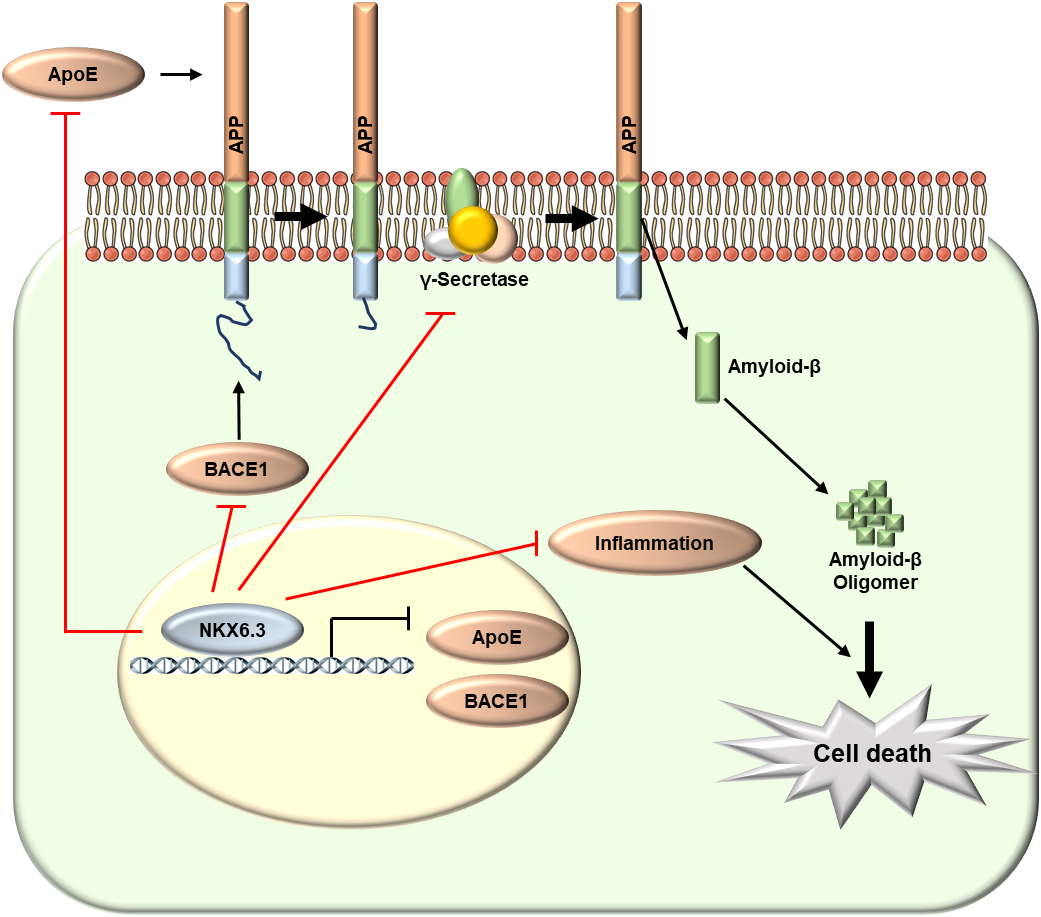 ApoE
APP
APP
APP
γ-Secretase
Amyloid-β
BACE1
Inflammation
Amyloid-β
Oligomer
NKX6.3
ApoE
BACE1
Cell death